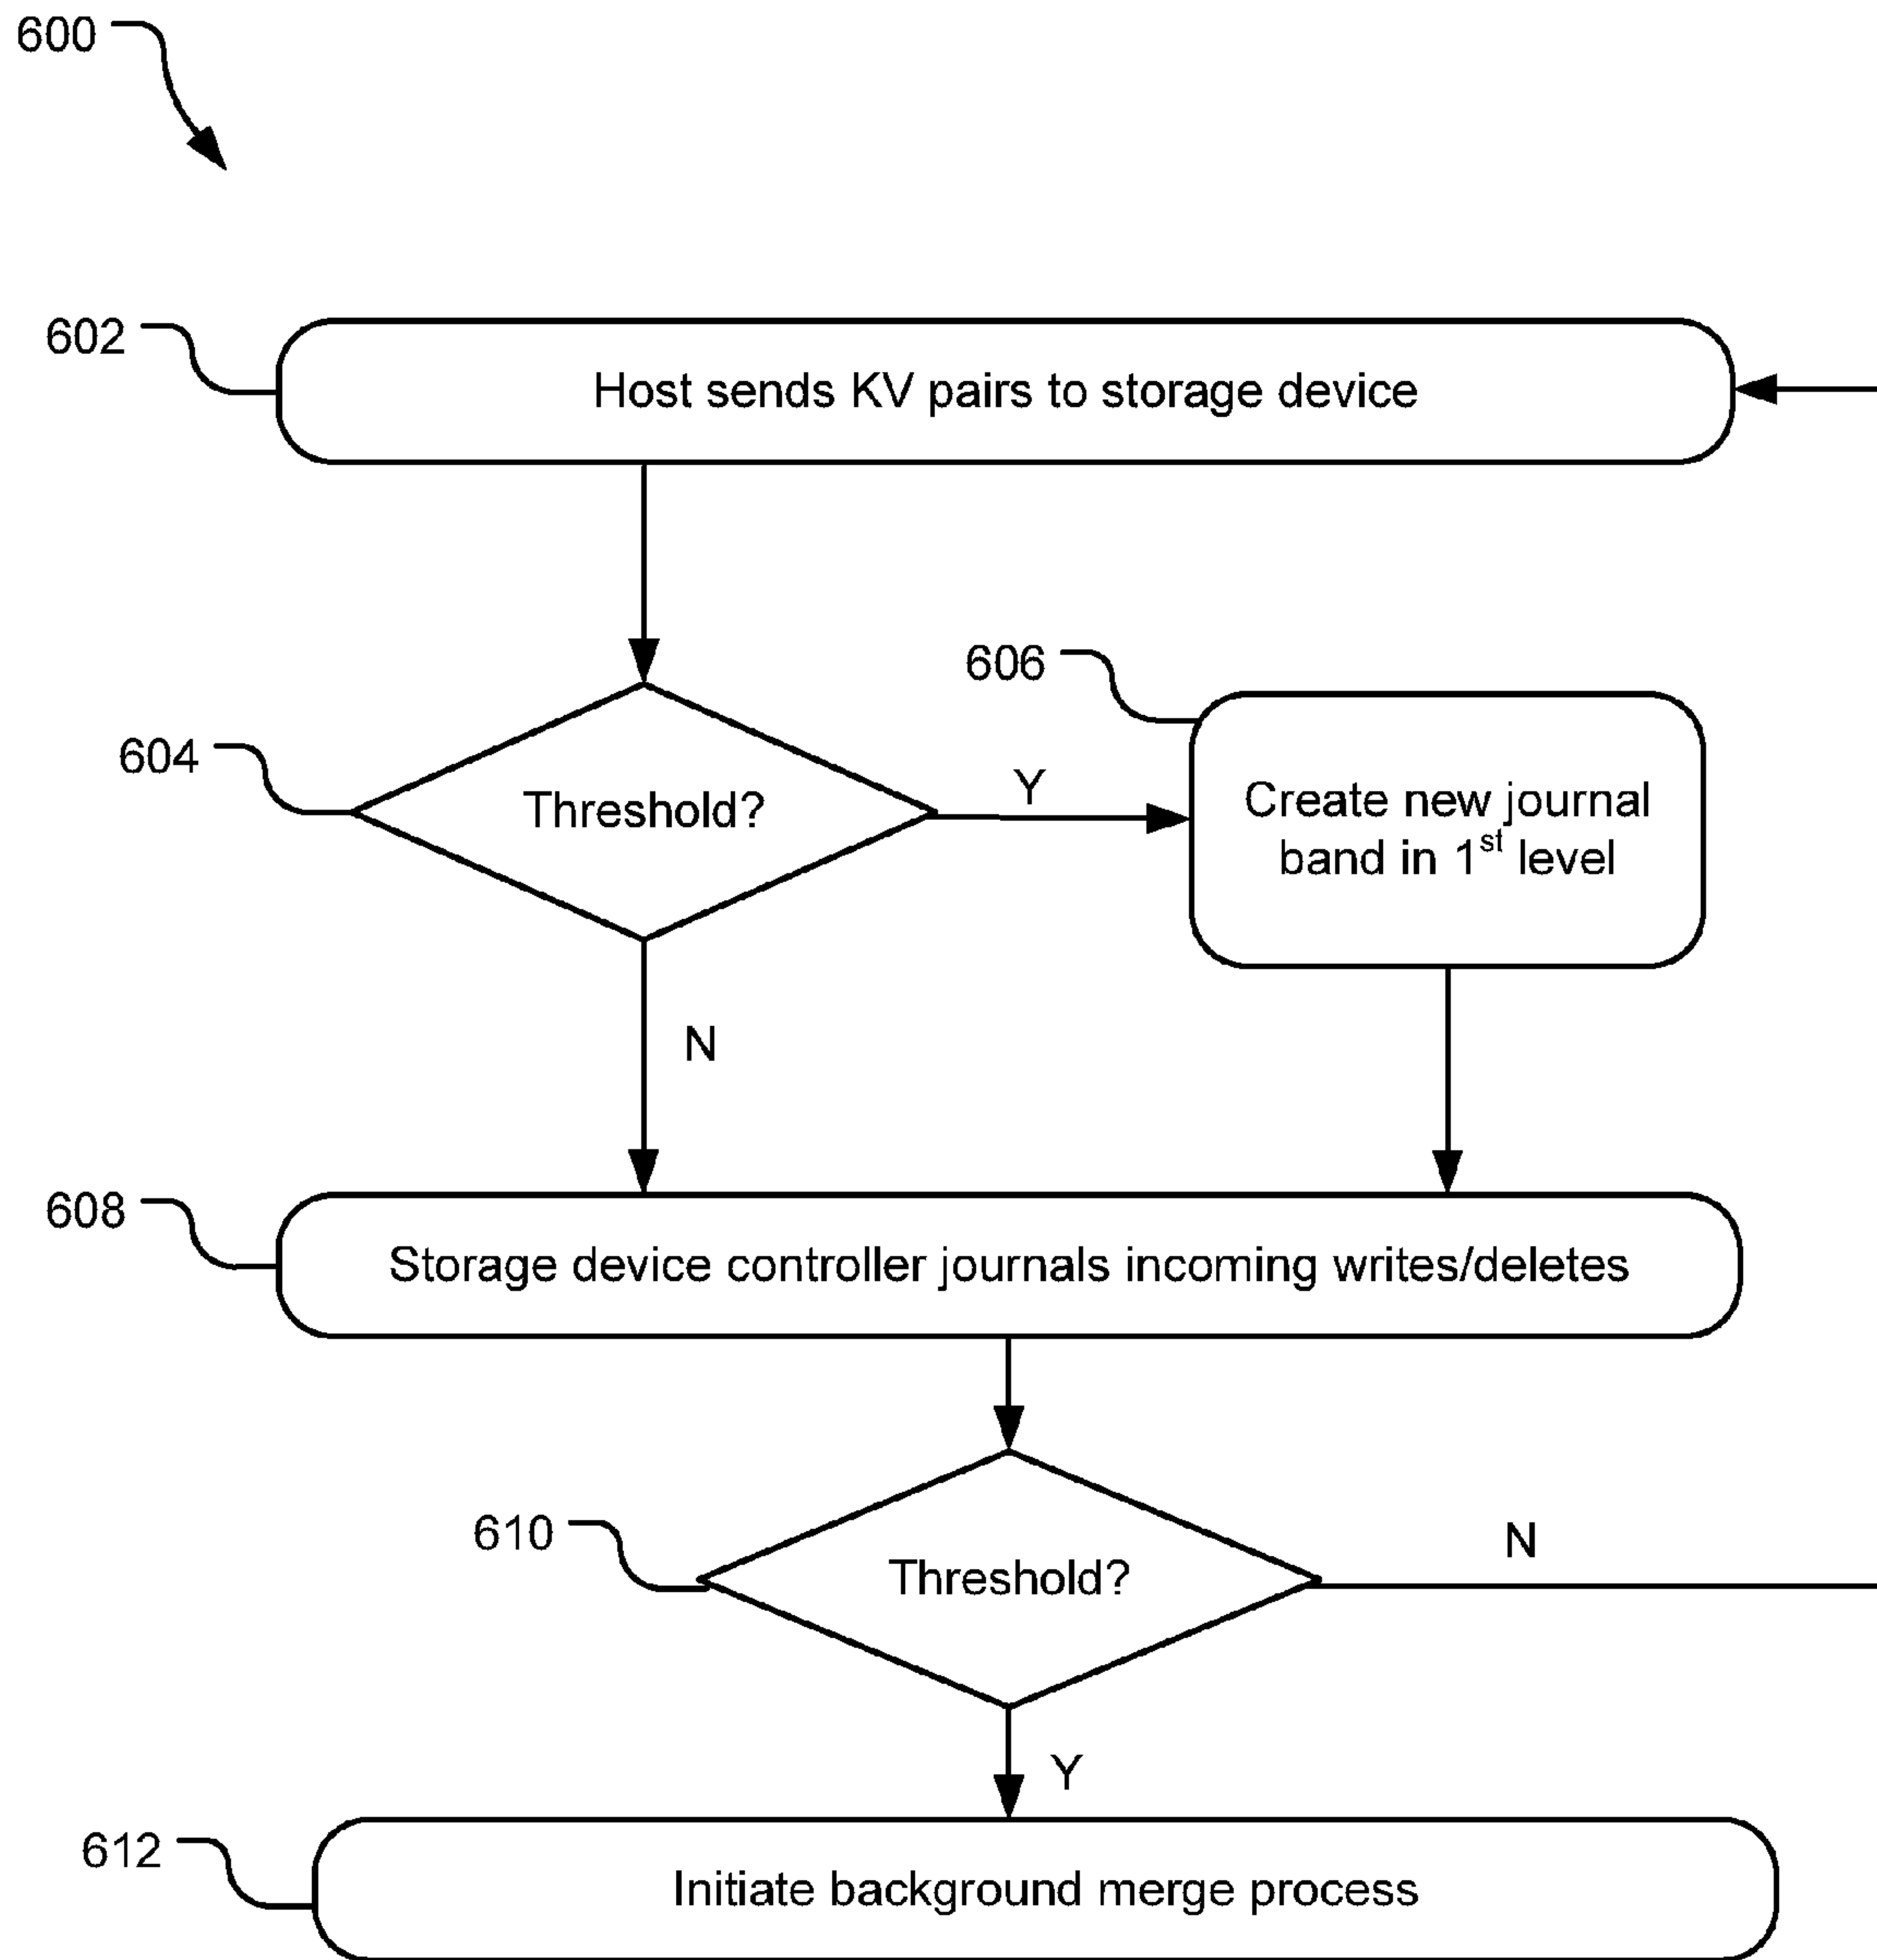 600
602
Host sends KV pairs to storage device
606
604
Threshold?
Y
Create new journal
band in 1st level
N
608
Storage device controller journals incoming writes/deletes
610
Threshold?
N
Y
612
Initiate background merge process